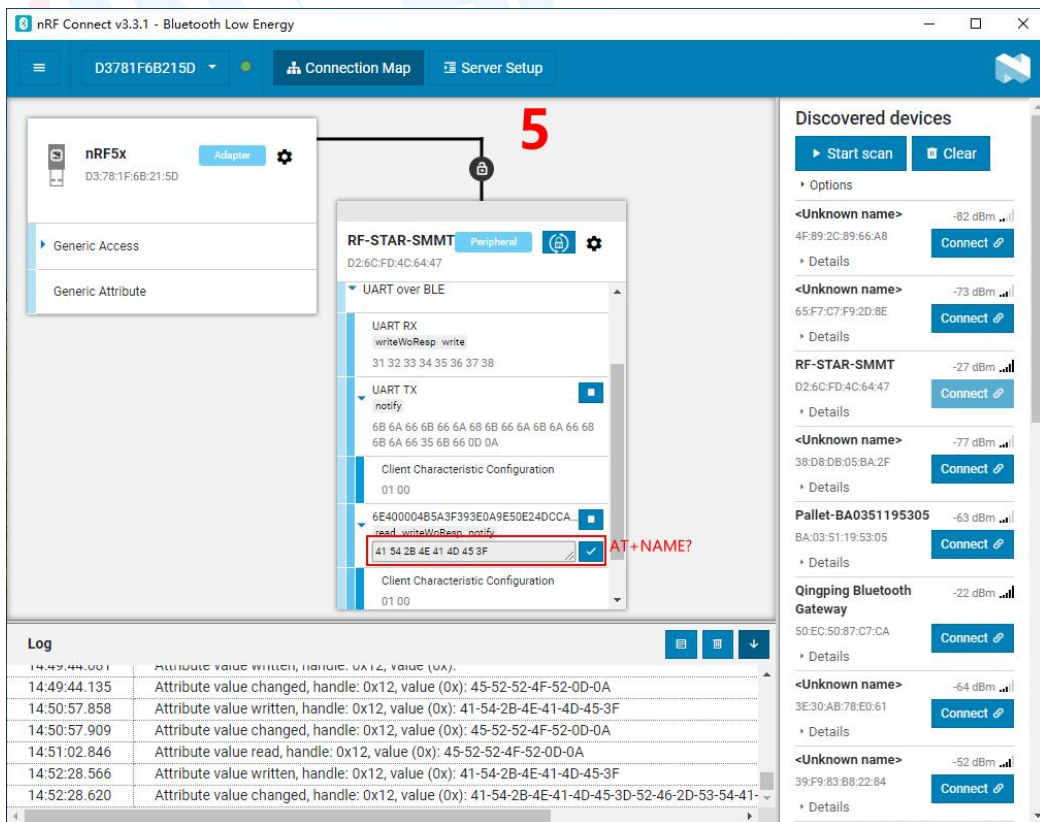 nRF Connect v3.3.1 - Bluetooth Low Energy
D3781F6B215D
Connection Map
Server Setup
5
nRF5x
Adapter
D3:78:1F:6B:21:5D
Generic Access
Generic Attribute
RF-STAR-SMMT
Peripheral
D2:6C:FD:4C:64:47
UART over BLE
UART RX
writeWoResp write
31 32 33 34 35 36 37 38
UART TX
notify
6B 6A 66 6B 66 6A 68 6B 66 6A 6B 6A 66 68
6B 6A 66 35 6B 66 0D 0A
Client Characteristic Configuration
01 00
6E400004B5A3F393E0A9E50E24DCCA...
read writeWoResp notify
41 54 2B 4E 41 4D 45 3F
AT+NAME?
Client Characteristic Configuration
01 00
Discovered devices
Start scan
Clear
Options
<Unknown name>
-82 dBm
4F:89:2C:89:66:A8
Connect
Details
<Unknown name>
-73 dBm
65:F7:C7:F9:2D:8E
Connect
Details
RF-STAR-SMMT
-27 dBm
D2:6C:FD:4C:64:47
Connect
Details
<Unknown name>
-77 dBm
38:D8:DB:05:BA:2F
Connect
Details
Pallet-BA0351195305
-63 dBm
BA:03:51:19:53:05
Connect
Details
Qingping Bluetooth
Gateway
-22 dBm
50:EC:50:87:C7:CA
Connect
Details
<Unknown name>
-64 dBm
3E:30:AB:78:E0:61
Connect
Details
<Unknown name>
-52 dBm
39:F9:83:B8:22:84
Connect
Details
Log
14:49:44.081 Attribute value written, handle: 0x12, value (0x):
14:49:44.135 Attribute value changed, handle: 0x12, value (0x): 45-52-52-4F-52-0D-0A
14:50:57.858 Attribute value written, handle: 0x12, value (0x): 41-54-2B-4E-41-4D-45-3F
14:50:57.909 Attribute value changed, handle: 0x12, value (0x): 45-52-52-4F-52-0D-0A
14:51:02.846 Attribute value read, handle: 0x12, value (0x): 45-52-52-4F-52-0D-0A
14:52:28.566 Attribute value written, handle: 0x12, value (0x): 41-54-2B-4E-41-4D-45-3F
14:52:28.620 Attribute value changed, handle: 0x12, value (0x): 41-54-2B-4E-41-4D-45-3D-52-46-2D-53-54-41-